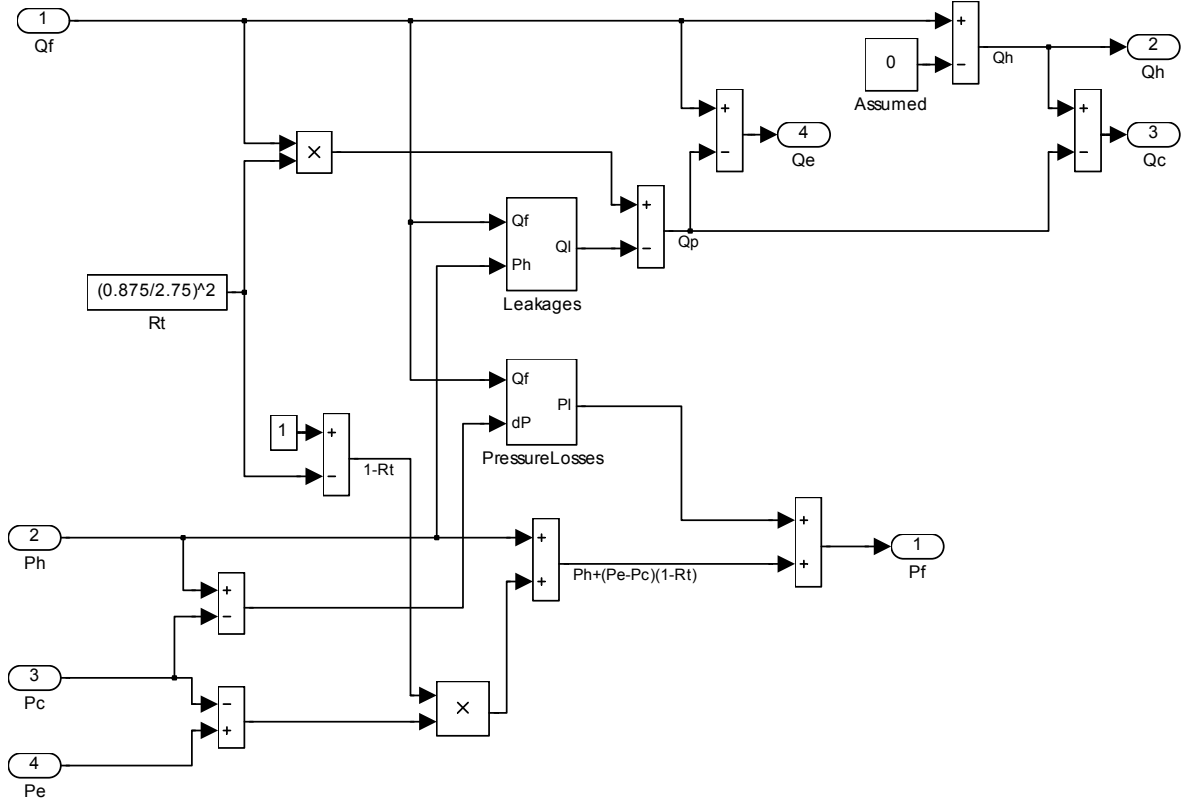 1
Qf
+
−
Qh
2
Qh
0
Assumed
+
−
4
Qe
+
−
3
Qc
×
+
−
Qp
Qf
Ph
Ql
Leakages
(0.875/2.75)^2
Rt
Qf
dP
Pl
PressureLosses
1
+
−
1-Rt
2
Ph
+
+
Ph+(Pe-Pc)(1-Rt)
+
+
1
Pf
+
−
3
Pc
−
+
×
4
Pe